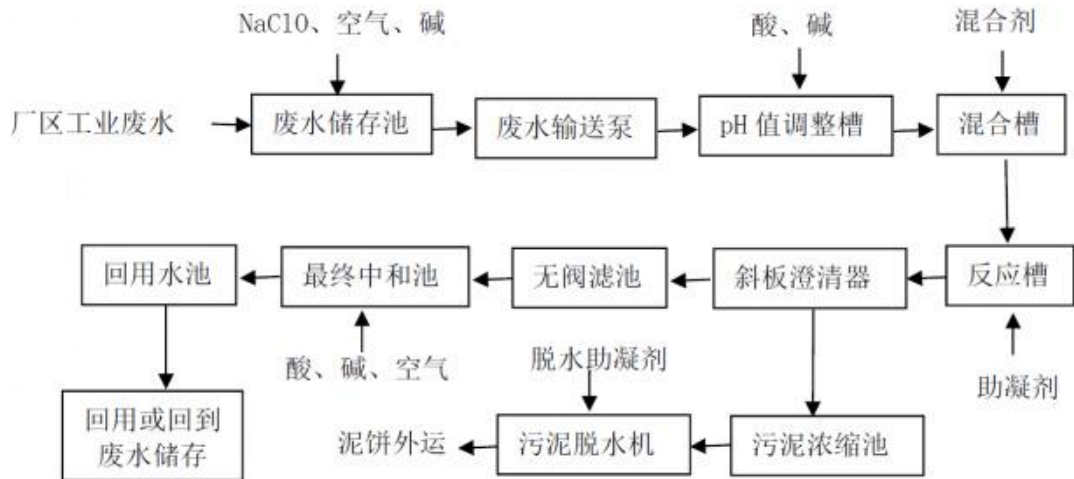 NaClO、空气、碱
酸、碱
混合剂
厂区工业废水
废水储存池
废水输送泵
pH值调整槽
混合槽
回用水池
最终中和池
无阀滤池
斜板澄清器
反应槽
酸、碱、空气
脱水助凝剂
助凝剂
回用或回到
废水储存
泥饼外运
污泥脱水机
污泥浓缩池